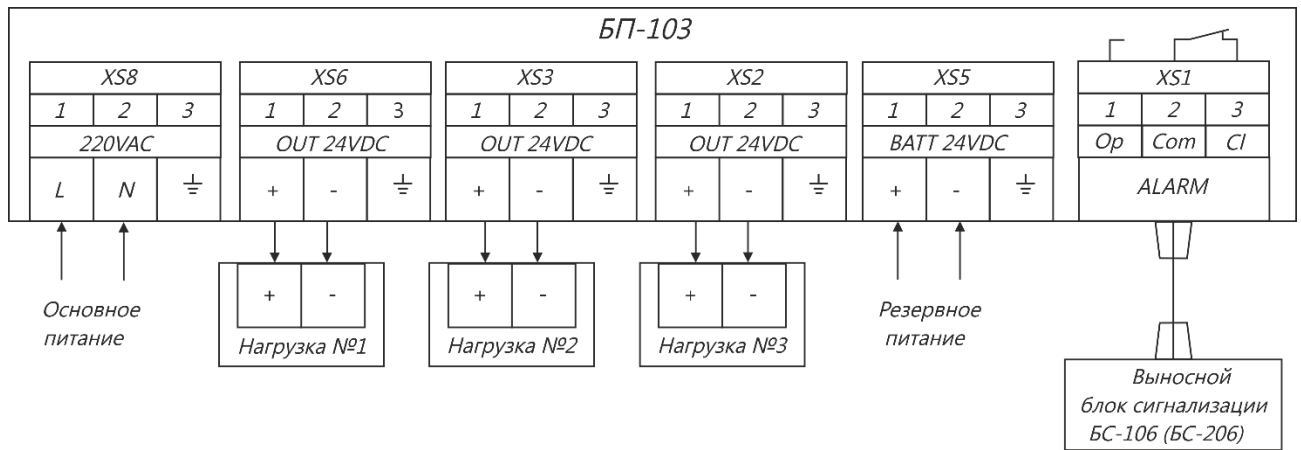 БП-103
XS8 XS6 XS3 XS2 XS5 XS1
1 2 3 1 2 3 1 2 3 1 2 3 1 2 3 1 2 3
220VAC OUT 24VDC OUT 24VDC OUT 24VDC BATT 24VDC Op Com Cl
L N + - + - + - + - ALARM
+ - + - + -
Основное
питание
Нагрузка №1 Нагрузка №2 Нагрузка №3
Резервное
питание
Выносной
блок сигнализации
БС-106 (БС-206)